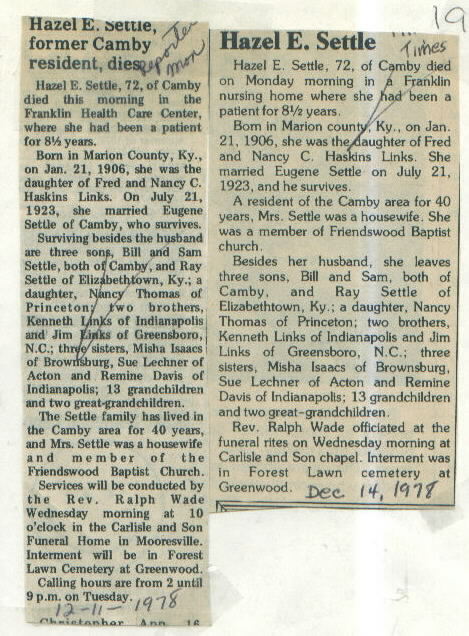 19
Hazel E. Settle,
former Camby
resident, dies
Reporter
Mon
Hazel E. Settle, 72, of Camby
died this morning in the
Franklin Health Care Center,
where she had been a patient
for 8½ years.
Born in Marion County, Ky.,
on Jan. 21, 1906, she was the
daughter of Fred and Nancy C.
Haskins Links. On July 21,
1923, she married Eugene
Settle of Camby, who survives.
Surviving besides the husband
are three sons, Bill and Sam
Settle, both of Camby, and Ray
Settle of Elizabethtown, Ky.; a
daughter, Nancy Thomas of
Princeton; two brothers,
Kenneth Links of Indianapolis
and Jim Links of Greensboro,
N.C.; three sisters, Misha Isaacs
of Brownsburg, Sue Lechner of
Acton and Remine Davis of
Indianapolis; 13 grandchildren
and two great-grandchildren.
The Settle family has lived in
the Camby area for 40 years,
and Mrs. Settle was a housewife
and member of the
Friendswood Baptist Church.
Services will be conducted by
the Rev. Ralph Wade
Wednesday morning at 10
o'clock in the Carlisle and Son
Funeral Home in Mooresville.
Interment will be in Forest
Lawn Cemetery at Greenwood.
Calling hours are from 2 until
9 p.m. on Tuesday.
12-11-1978
Christopher Ann, 16
Hazel E. Settle
Times
Hazel E. Settle, 72, of Camby died
on Monday morning in a Franklin
nursing home where she had been a
patient for 8½ years.
Born in Marion county, Ky., on Jan.
21, 1906, she was the daughter of Fred
and Nancy C. Haskins Links. She
married Eugene Settle on July 21,
1923, and he survives.
A resident of the Camby area for 40
years, Mrs. Settle was a housewife. She
was a member of Friendswood Baptist
church.
Besides her husband, she leaves
three sons, Bill and Sam, both of
Camby, and Ray Settle of
Elizabethtown, Ky.; a daughter, Nancy
Thomas of Princeton; two brothers,
Kenneth Links of Indianapolis and Jim
Links of Greensboro, N.C.; three
sisters, Misha Isaacs of Brownsburg,
Sue Lechner of Acton and Remine
Davis of Indianapolis; 13 grandchildren
and two great-grandchildren.
Rev. Ralph Wade officiated at the
funeral rites on Wednesday morning at
Carlisle and Son chapel. Interment was
in Forest Lawn cemetery at
Greenwood.
Dec 14, 1978